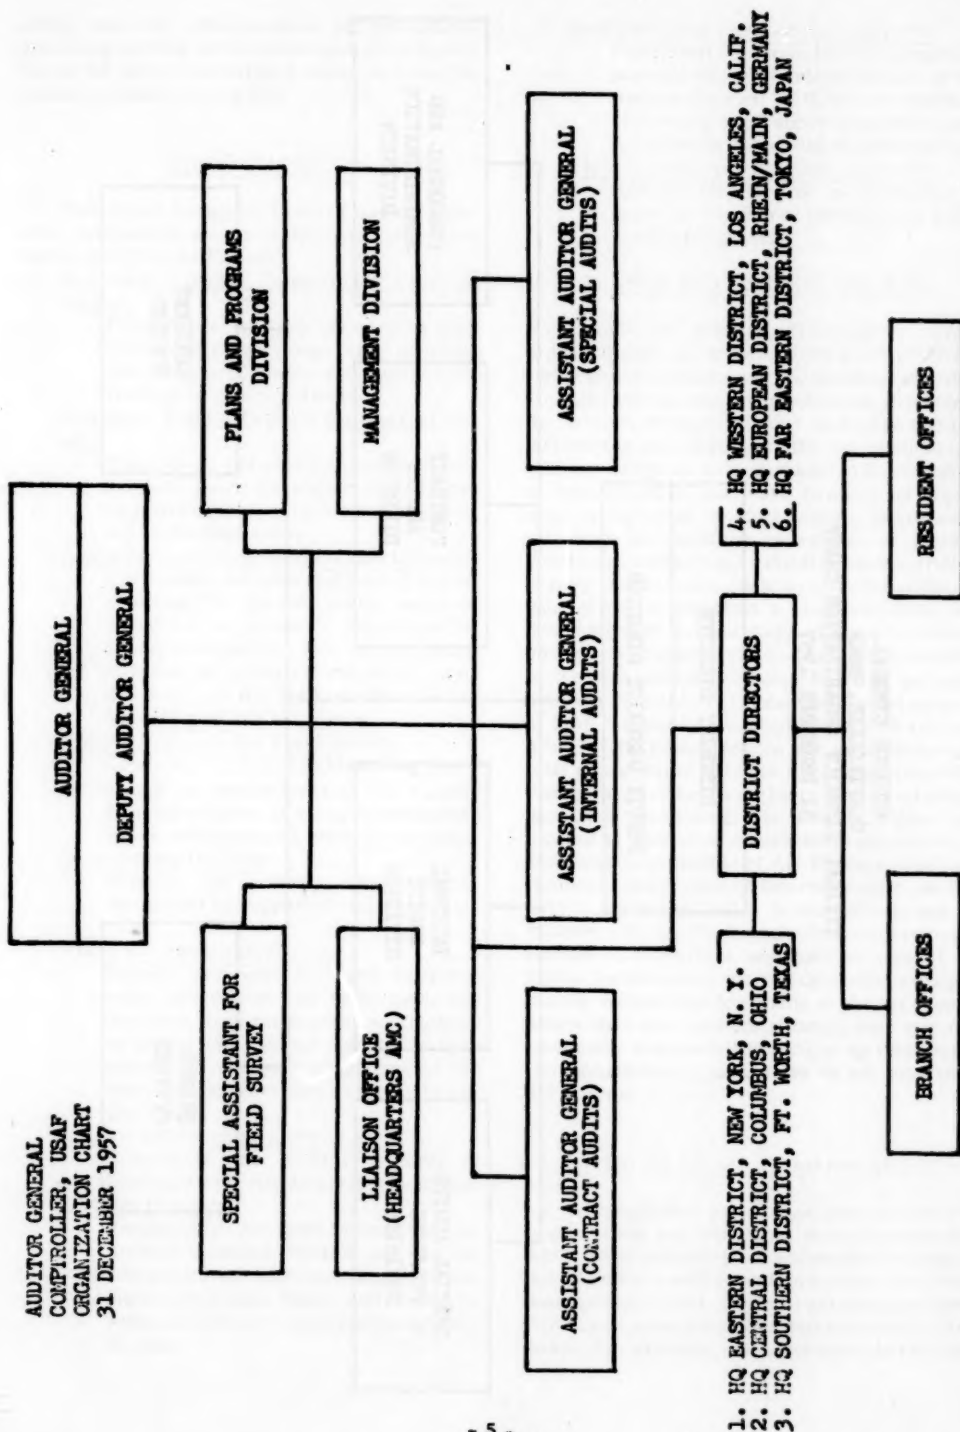 AUDITOR GENERAL
COMPTROLLER, USAF
ORGANIZATION CHART
31 DECEMBER 1957
AUDITOR GENERAL
DEPUTY AUDITOR GENERAL
SPECIAL ASSISTANT FOR
FIELD SURVEY
PLANS AND PROGRAMS
DIVISION
LIAISON OFFICE
(HEADQUARTERS AMC)
MANAGEMENT DIVISION
ASSISTANT AUDITOR GENERAL
(CONTRACT AUDITS)
ASSISTANT AUDITOR GENERAL
(INTERNAL AUDITS)
ASSISTANT AUDITOR GENERAL
(SPECIAL AUDITS)
1. HQ EASTERN DISTRICT, NEW YORK, N. Y.
2. HQ CENTRAL DISTRICT, COLUMBUS, OHIO
3. HQ SOUTHERN DISTRICT, FT. WORTH, TEXAS
DISTRICT DIRECTORS
4. HQ WESTERN DISTRICT, LOS ANGELES, CALIF.
5. HQ EUROPEAN DISTRICT, RHEIN/MAIN, GERMANY
6. HQ FAR EASTERN DISTRICT, TOKYO, JAPAN
BRANCH OFFICES
RESIDENT OFFICES